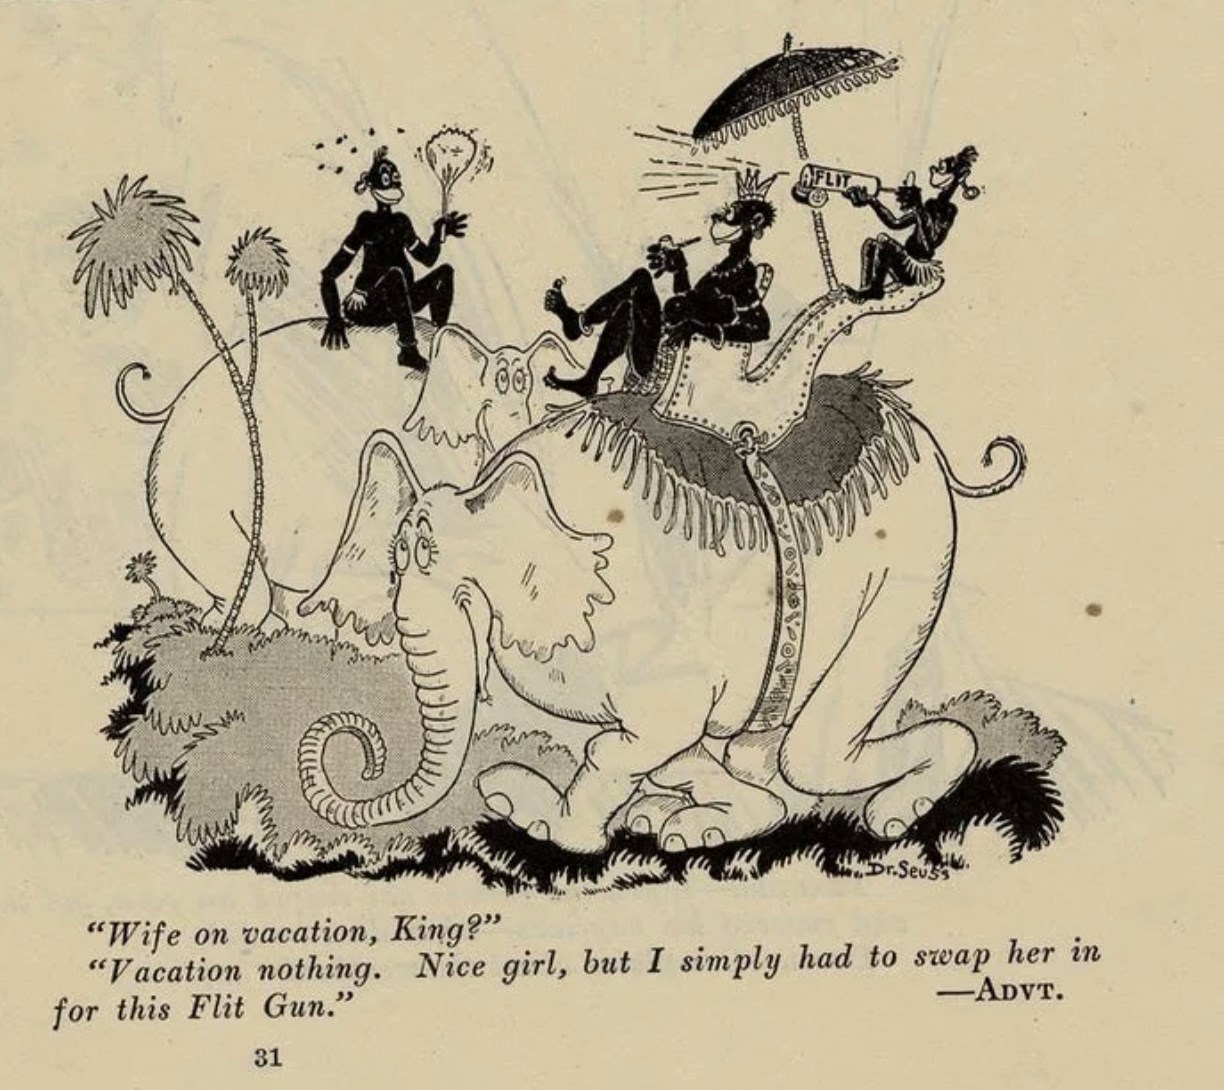 FLIT
Dr. Seuss
"Wife on vacation, King?"
"Vacation nothing. Nice girl, but I simply had to swap her in
for this Flit Gun."
—ADVT.
31